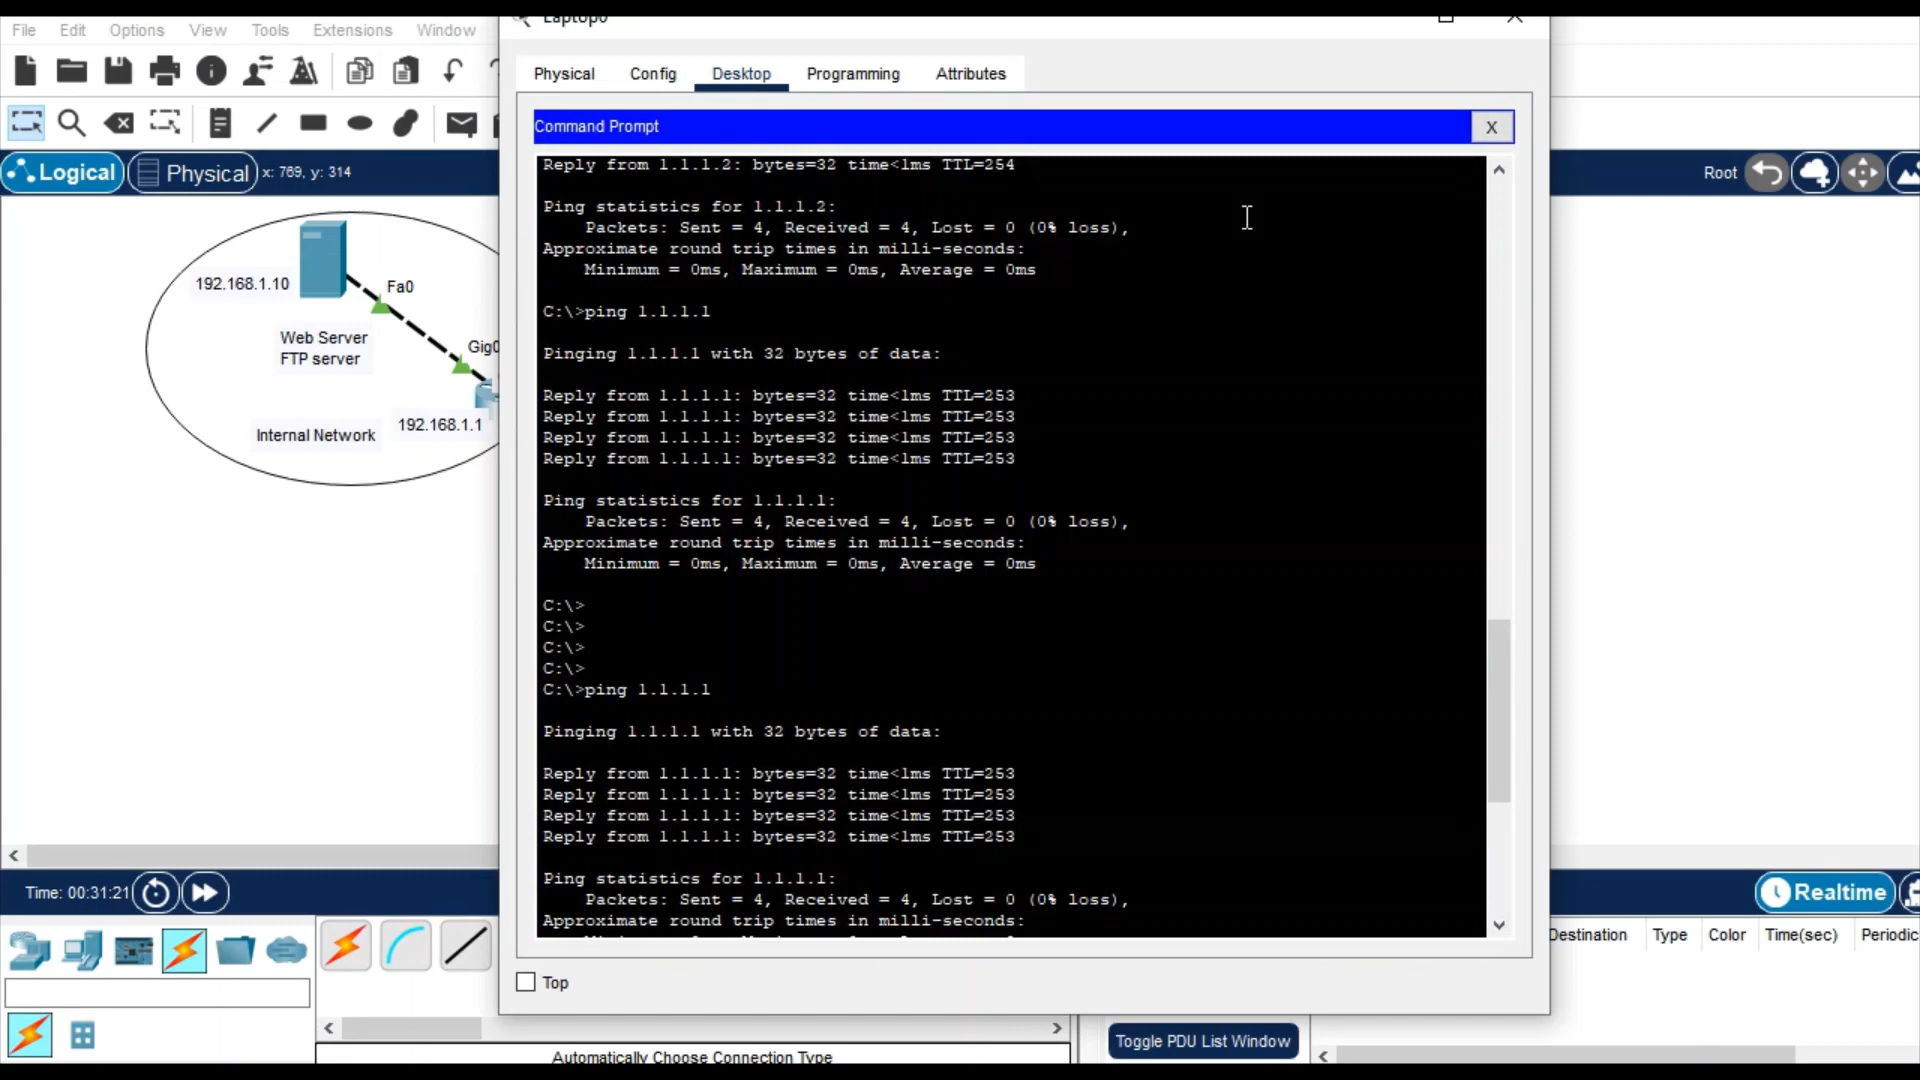 Laptop0
File Edit Options View Tools Extensions Window
Physical Config Desktop Programming Attributes
Command Prompt
X
Logical
Physical
x: 769, y: 314
Root
192.168.1.10
Fa0
Web Server
FTP server
Gig0
Internal Network
192.168.1.1
Reply from 1.1.1.2: bytes=32 time<1ms TTL=254
Ping statistics for 1.1.1.2:
Packets: Sent = 4, Received = 4, Lost = 0 (0% loss),
Approximate round trip times in milli-seconds:
Minimum = 0ms, Maximum = 0ms, Average = 0ms
C:\>ping 1.1.1.1
Pinging 1.1.1.1 with 32 bytes of data:
Reply from 1.1.1.1: bytes=32 time<1ms TTL=253
Reply from 1.1.1.1: bytes=32 time<1ms TTL=253
Reply from 1.1.1.1: bytes=32 time<1ms TTL=253
Reply from 1.1.1.1: bytes=32 time<1ms TTL=253
Ping statistics for 1.1.1.1:
Packets: Sent = 4, Received = 4, Lost = 0 (0% loss),
Approximate round trip times in milli-seconds:
Minimum = 0ms, Maximum = 0ms, Average = 0ms
C:\>
C:\>
C:\>
C:\>
C:\>ping 1.1.1.1
Pinging 1.1.1.1 with 32 bytes of data:
Reply from 1.1.1.1: bytes=32 time<1ms TTL=253
Reply from 1.1.1.1: bytes=32 time<1ms TTL=253
Reply from 1.1.1.1: bytes=32 time<1ms TTL=253
Reply from 1.1.1.1: bytes=32 time<1ms TTL=253
Ping statistics for 1.1.1.1:
Packets: Sent = 4, Received = 4, Lost = 0 (0% loss),
Approximate round trip times in milli-seconds:
Time: 00:31:21
Realtime
Destination Type Color Time(sec) Periodic
Top
Toggle PDU List Window
Automatically Choose Connection Type